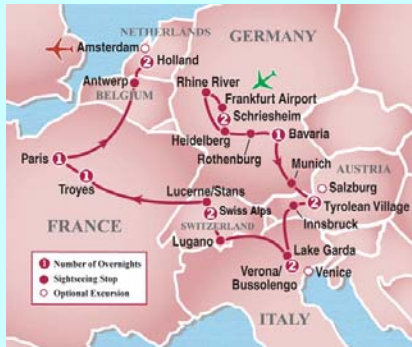 NETHERLANDS
Amsterdam
2
Holland
GERMANY
Antwerp
BELGIUM
Rhine River
Frankfurt Airport
2
Schriesheim
Heidelberg
1
Bavaria
Rothenburg
Paris
1
1
Troyes
Munich
AUSTRIA
Salzburg
2
Tyrolean Village
Innsbruck
Lucerne/Stans
2
Swiss Alps
SWITZERLAND
FRANCE
Lugano
Lake Garda
2
Verona/
Bussolengo
Venice
ITALY
1 Number of Overnights
Sightseeing Stop
Optional Excursion